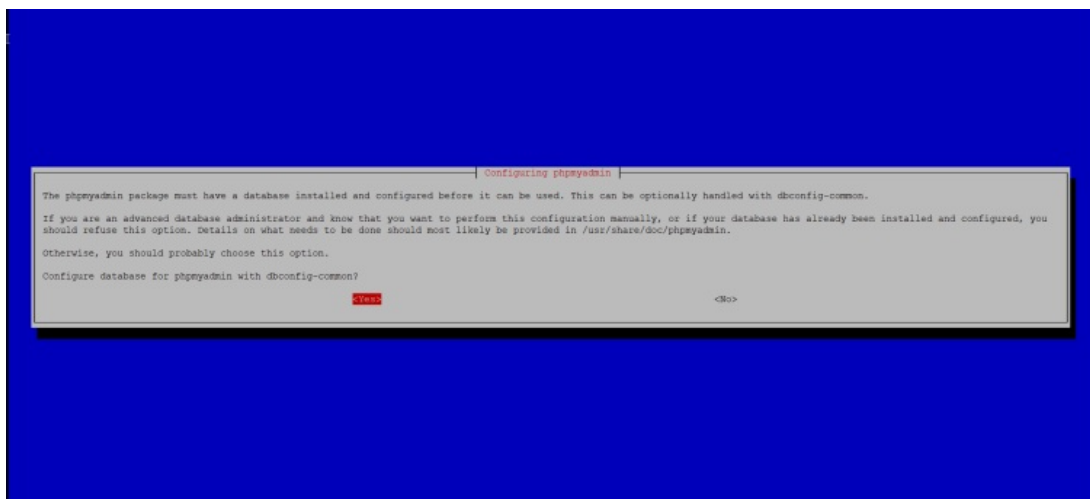 Configuring phpmyadmin
The phpmyadmin package must have a database installed and configured before it can be used. This can be optionally handled with dbconfig-common.
If you are an advanced database administrator and know that you want to perform this configuration manually, or if your database has already been installed and configured, you
should refuse this option. Details on what needs to be done should most likely be provided in /usr/share/doc/phpmyadmin.
Otherwise, you should probably choose this option.
Configure database for phpmyadmin with dbconfig-common?
<Yes> <No>